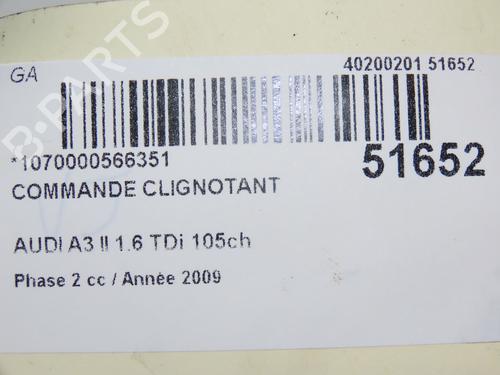 GA
40200201 51652
*1070000566351
51652
COMMANDE CLIGNOTANT
AUDI A3 II 1.6 TDi 105ch
Phase 2 cc / Année 2009
B-PARTS